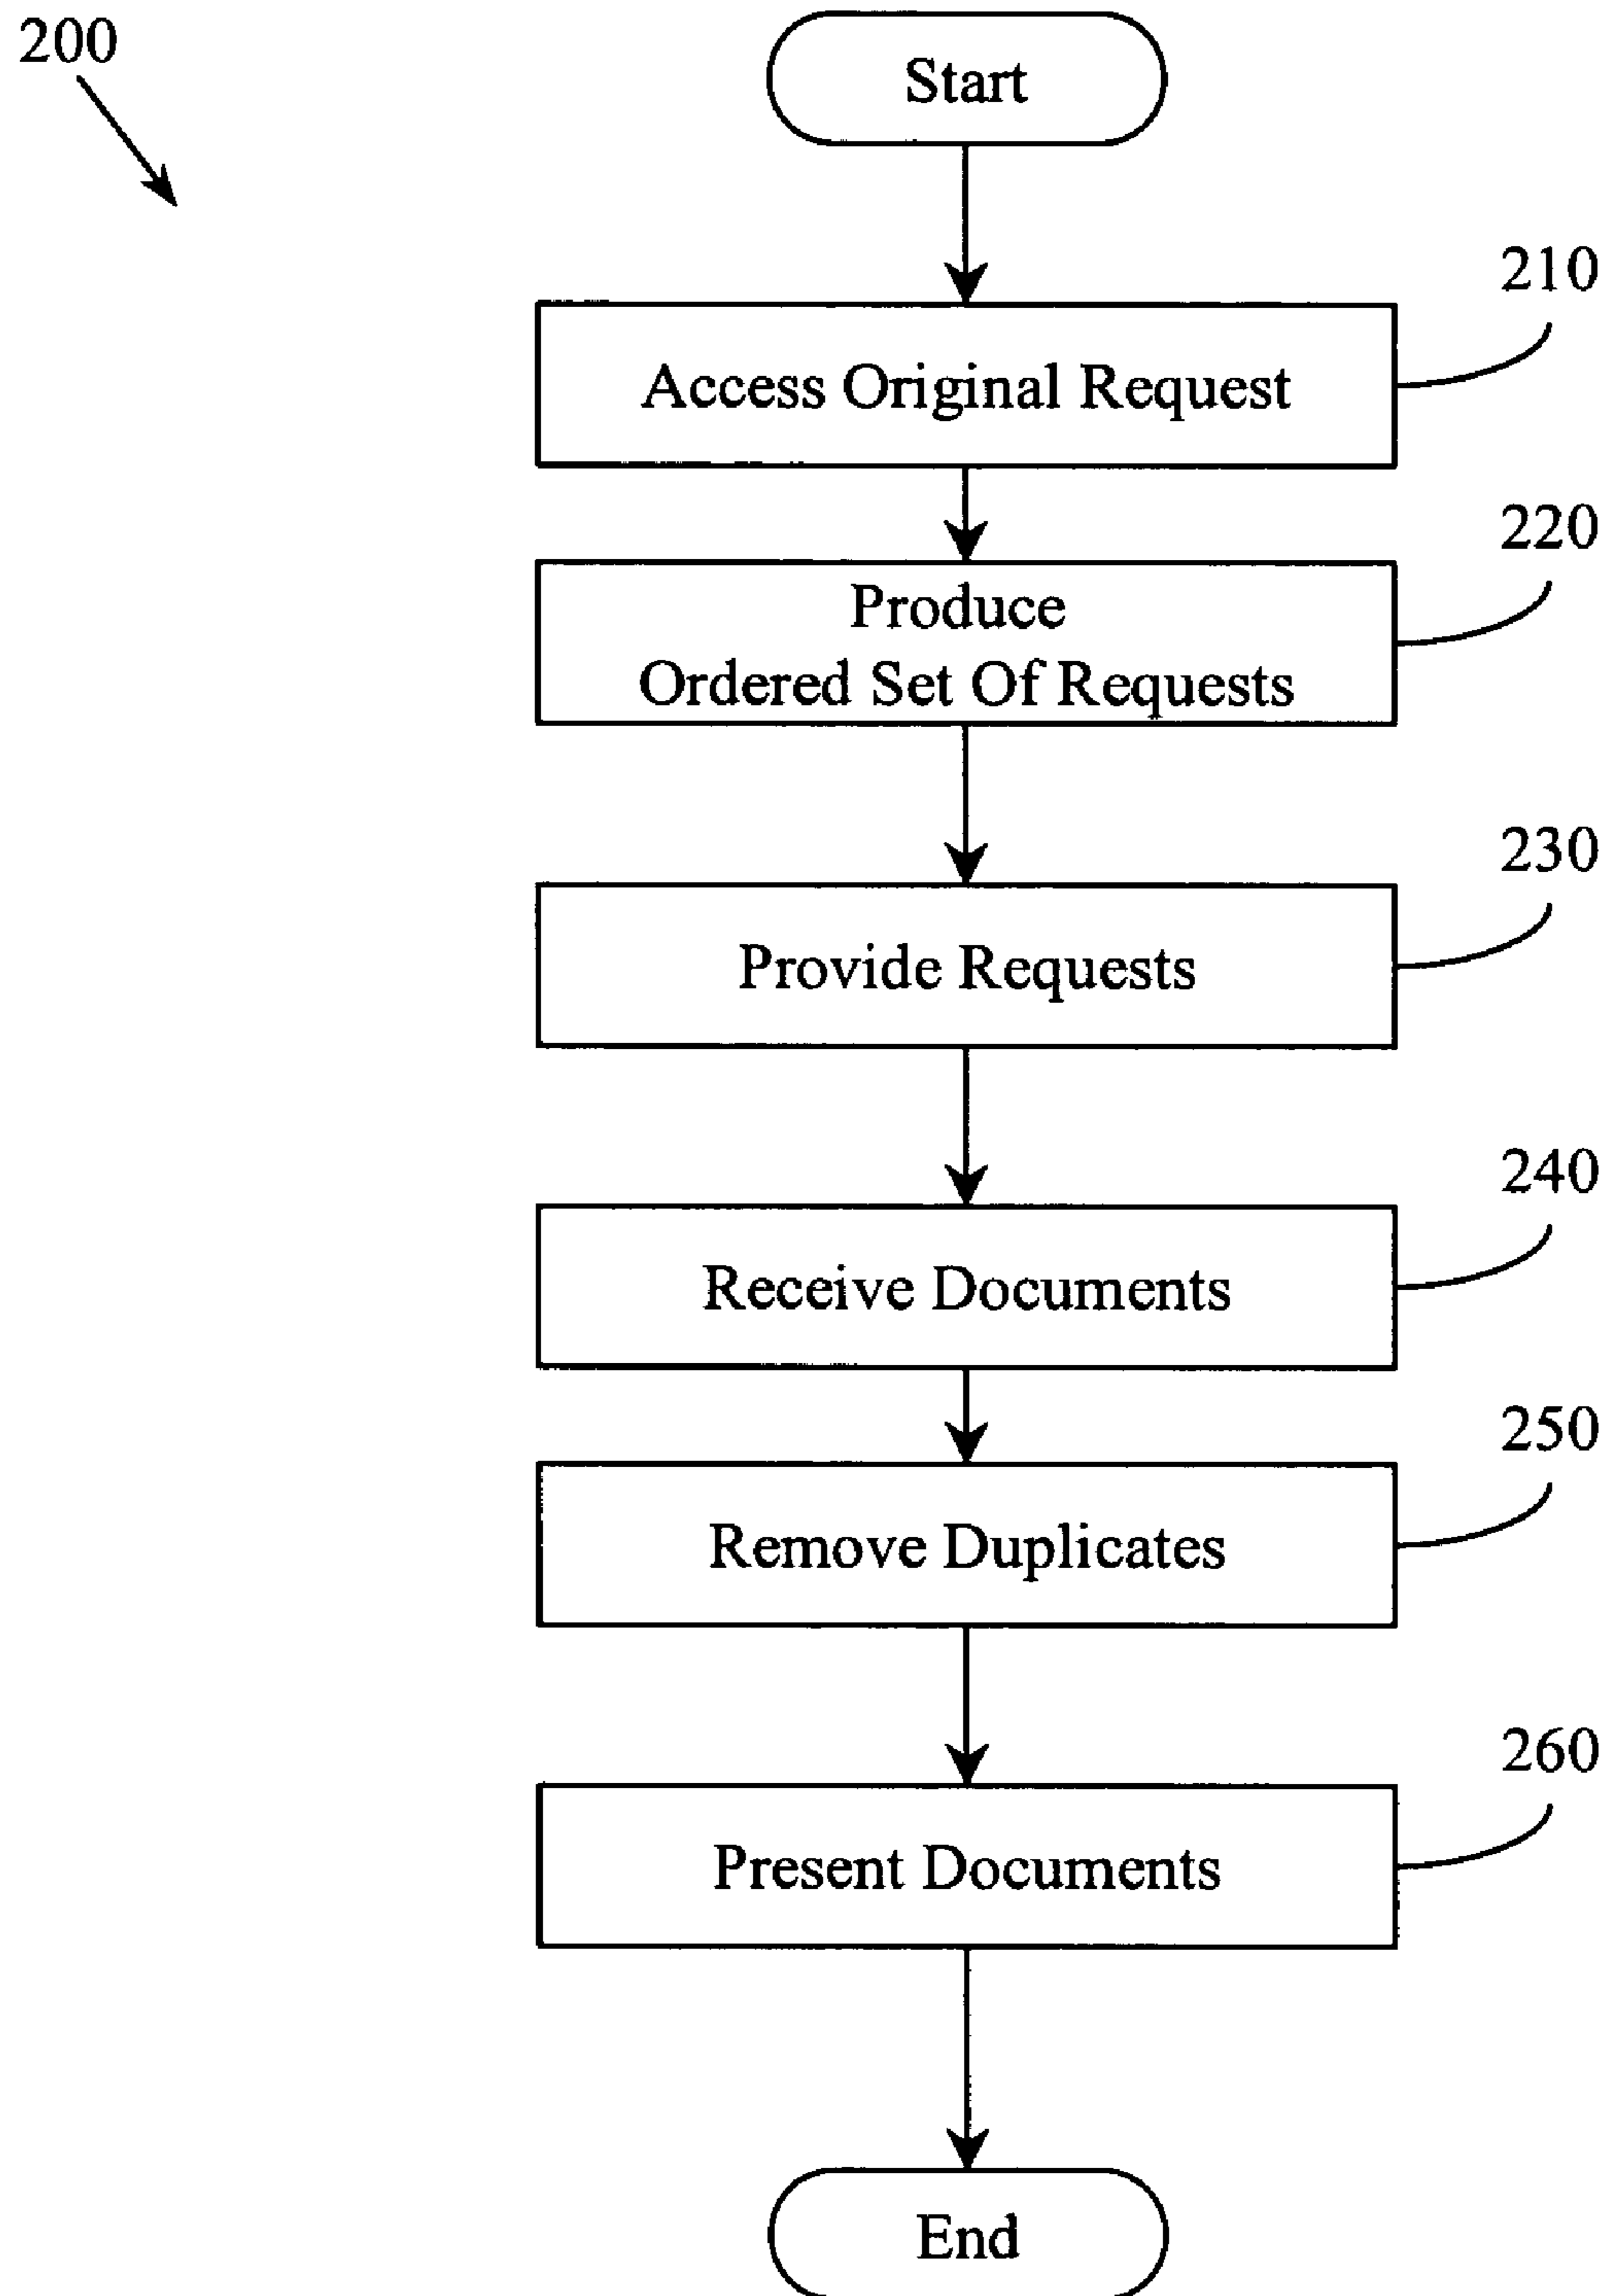 200
Start
210
Access Original Request
220
Produce
Ordered Set Of Requests
230
Provide Requests
240
Receive Documents
250
Remove Duplicates
260
Present Documents
End